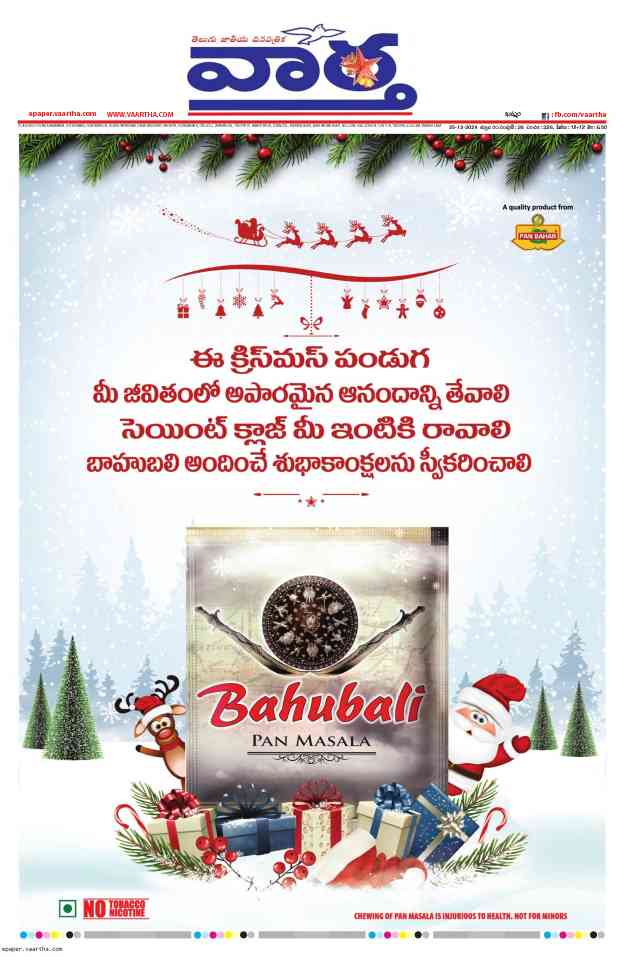 తెలుగు జాతీయ దినపత్రిక
వార్త
epaper.vaartha.com WWW.VAARTHA.COM
: fb.com/vaartha
A quality product from
PAN BAHAR
ఈ క్రిస్‌మస్ పండుగ
మీ జీవితంలో అపారమైన ఆనందాన్ని తేవాలి
సెయింట్ క్లాజ్ మీ ఇంటికి రావాలి
బాహుబలి అందించే శుభాకాంక్షలను స్వీకరించాలి
Bahubali
PAN MASALA
NO TOBACCO
NICOTINE
CHEWING OF PAN MASALA IS INJURIOUS TO HEALTH. NOT FOR MINORS
epaper.vaartha.com